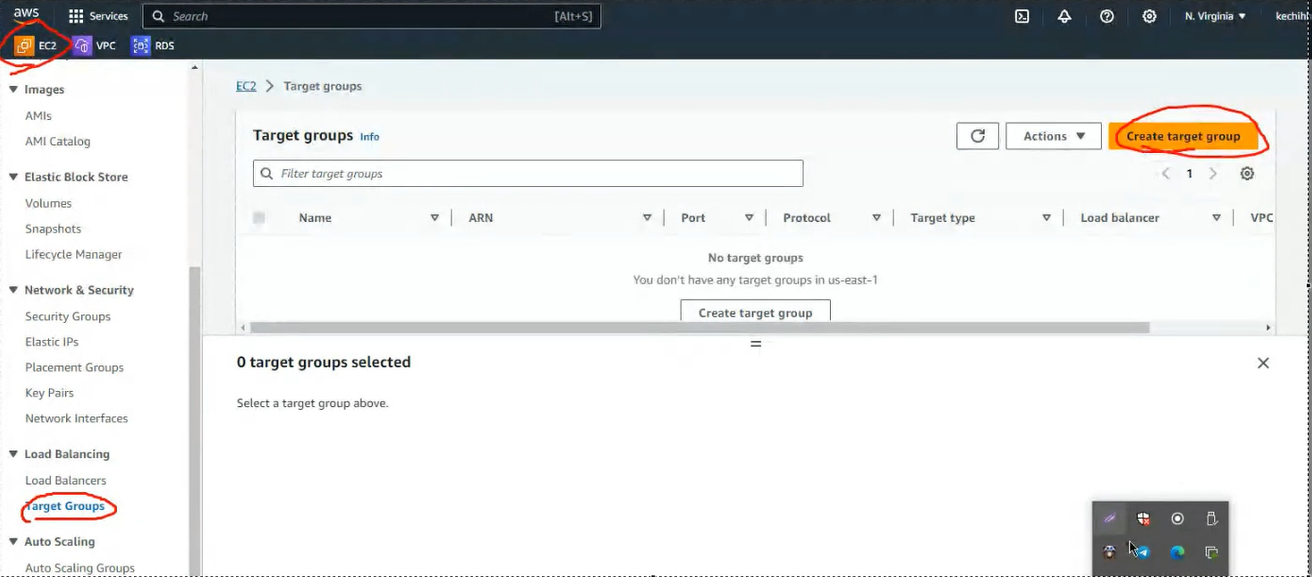 aws
Services
Search [Alt+S]
N. Virginia
EC2 VPC RDS
Images
AMIs
AMI Catalog
Elastic Block Store
Volumes
Snapshots
Lifecycle Manager
Network & Security
Security Groups
Elastic IPs
Placement Groups
Key Pairs
Network Interfaces
Load Balancing
Load Balancers
Target Groups
Auto Scaling
Auto Scaling Groups
EC2 > Target groups
Target groups Info
Actions
Create target group
Filter target groups
1
Name ARN Port Protocol Target type Load balancer VPC
No target groups
You don't have any target groups in us-east-1
Create target group
0 target groups selected
Select a target group above.